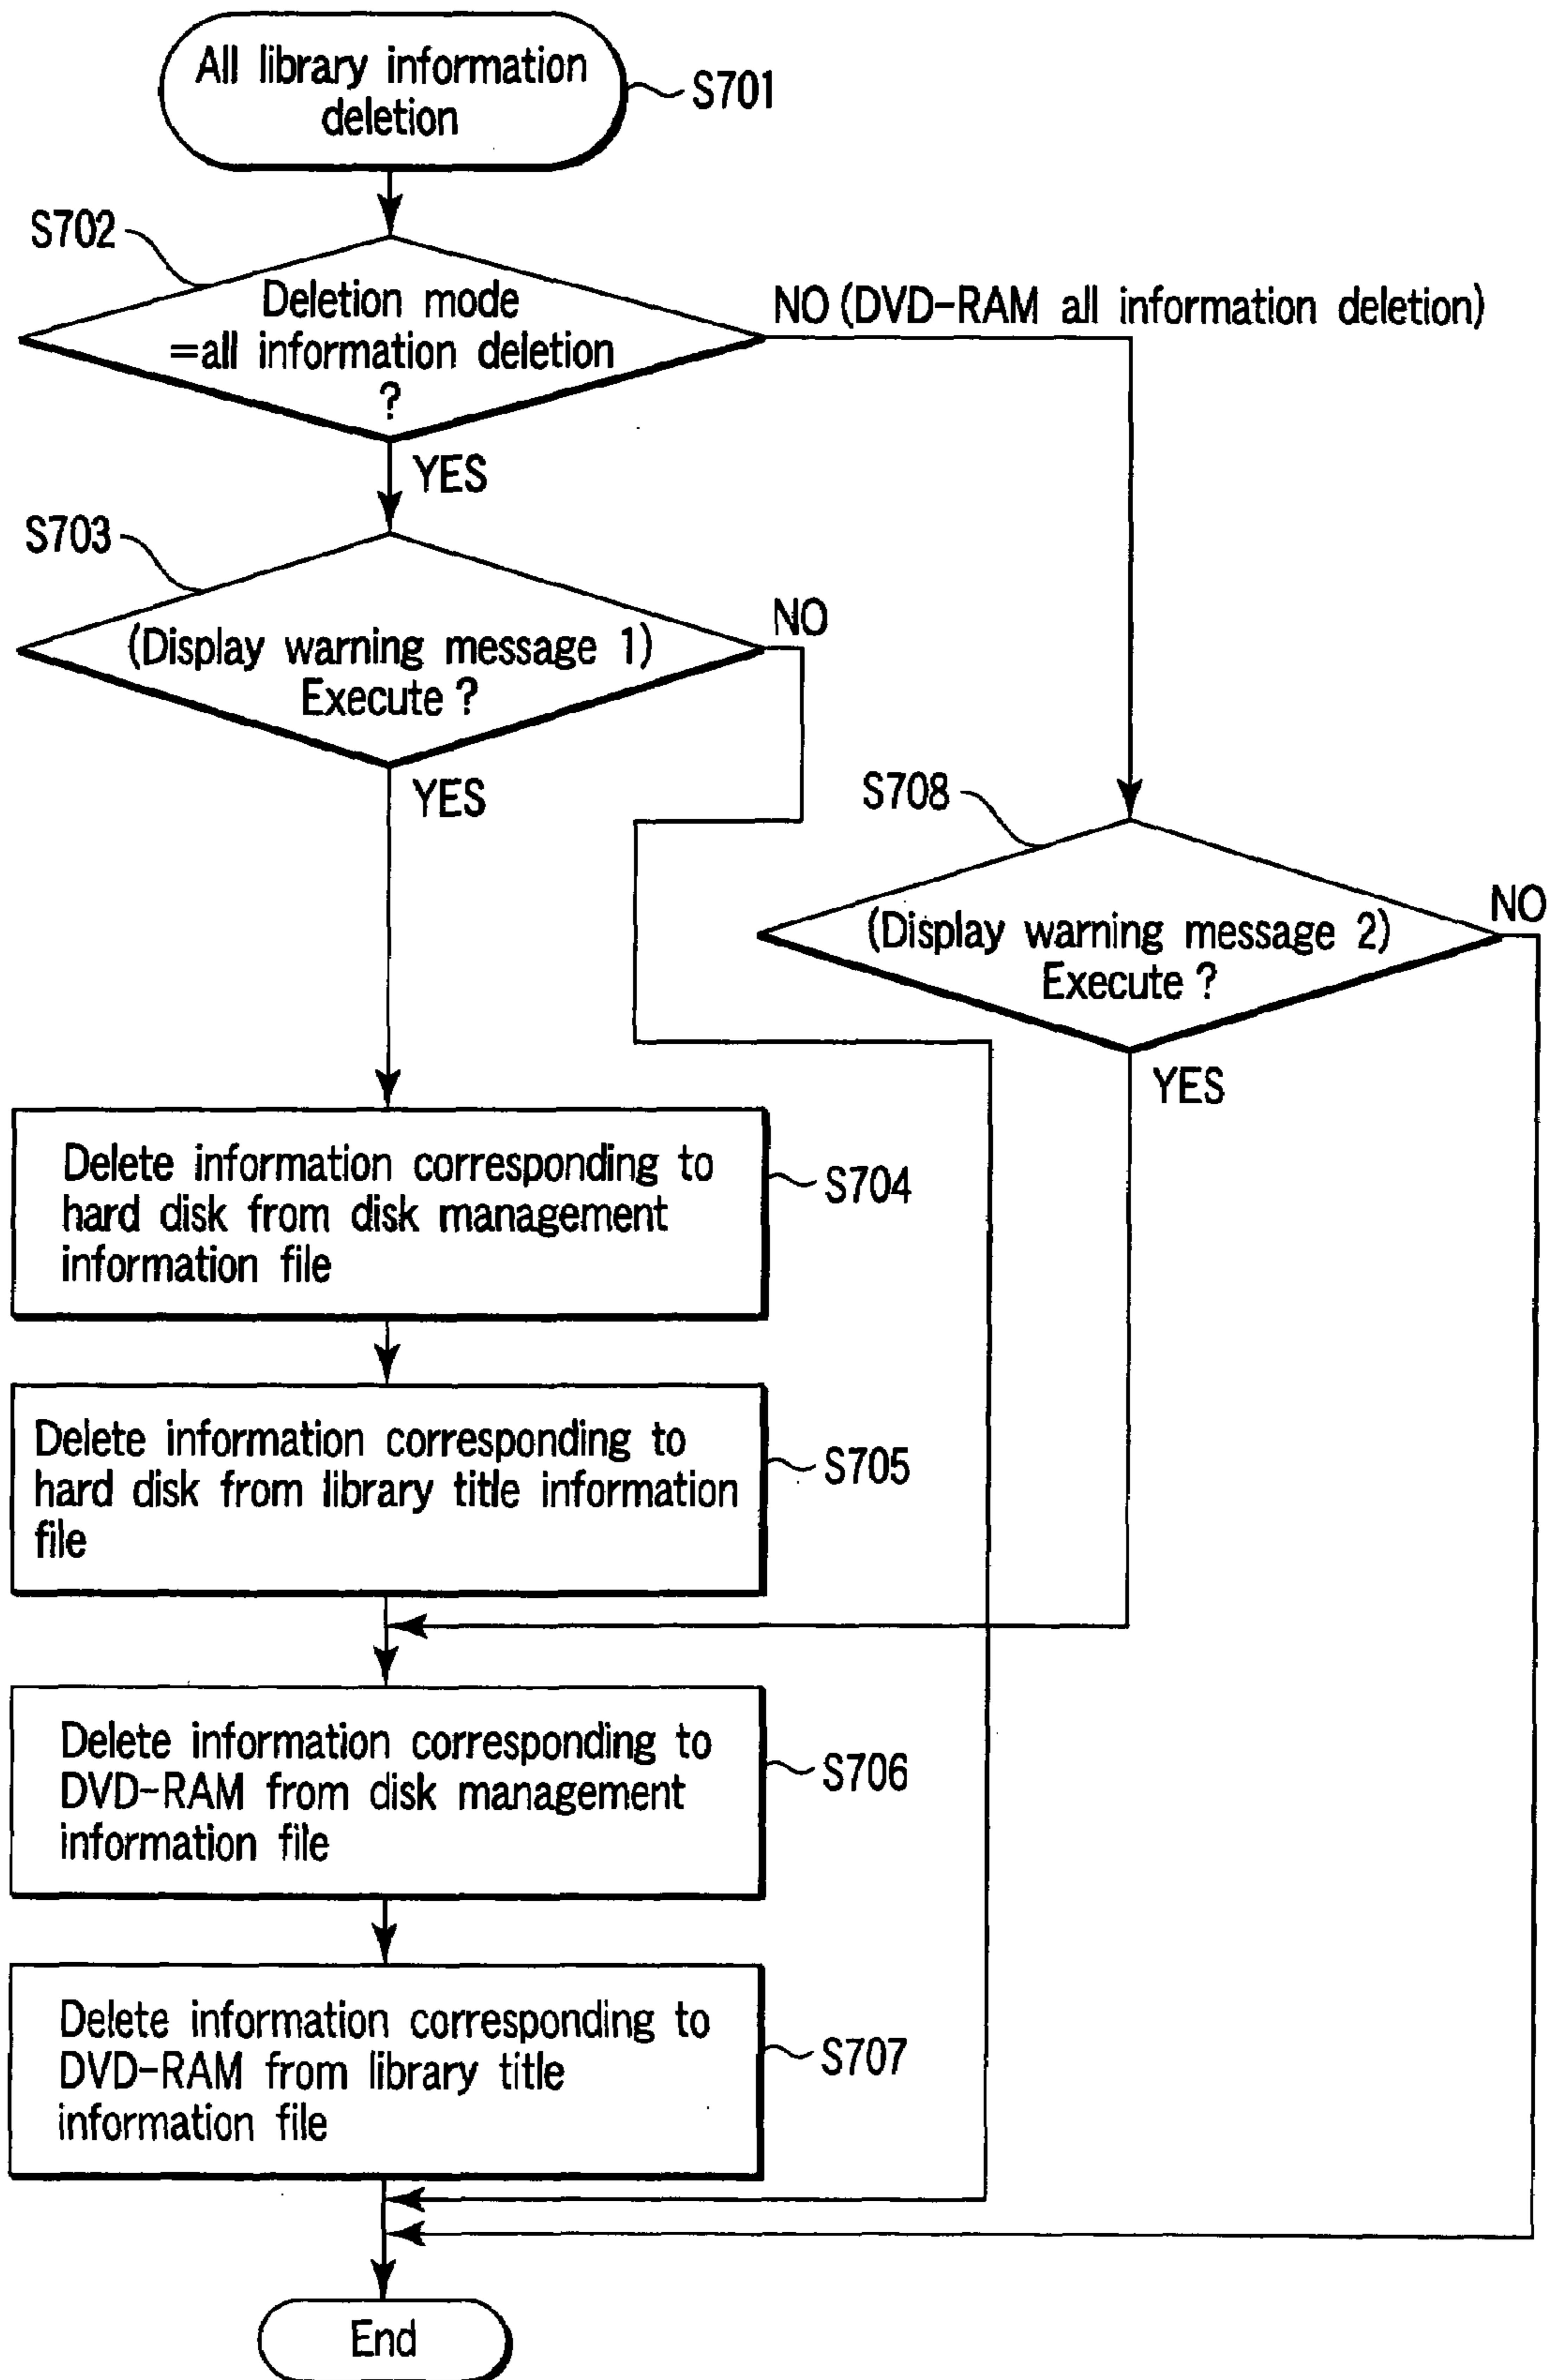 All library information
deletion
S701
S702
Deletion mode
=all information deletion
?
NO (DVD-RAM all information deletion)
YES
S703
(Display warning message 1)
Execute ?
NO
YES
S708
(Display warning message 2)
Execute ?
NO
YES
Delete information corresponding to
hard disk from disk management
information file
S704
Delete information corresponding to
hard disk from library title information
file
S705
Delete information corresponding to
DVD-RAM from disk management
information file
S706
Delete information corresponding to
DVD-RAM from library title
information file
S707
End